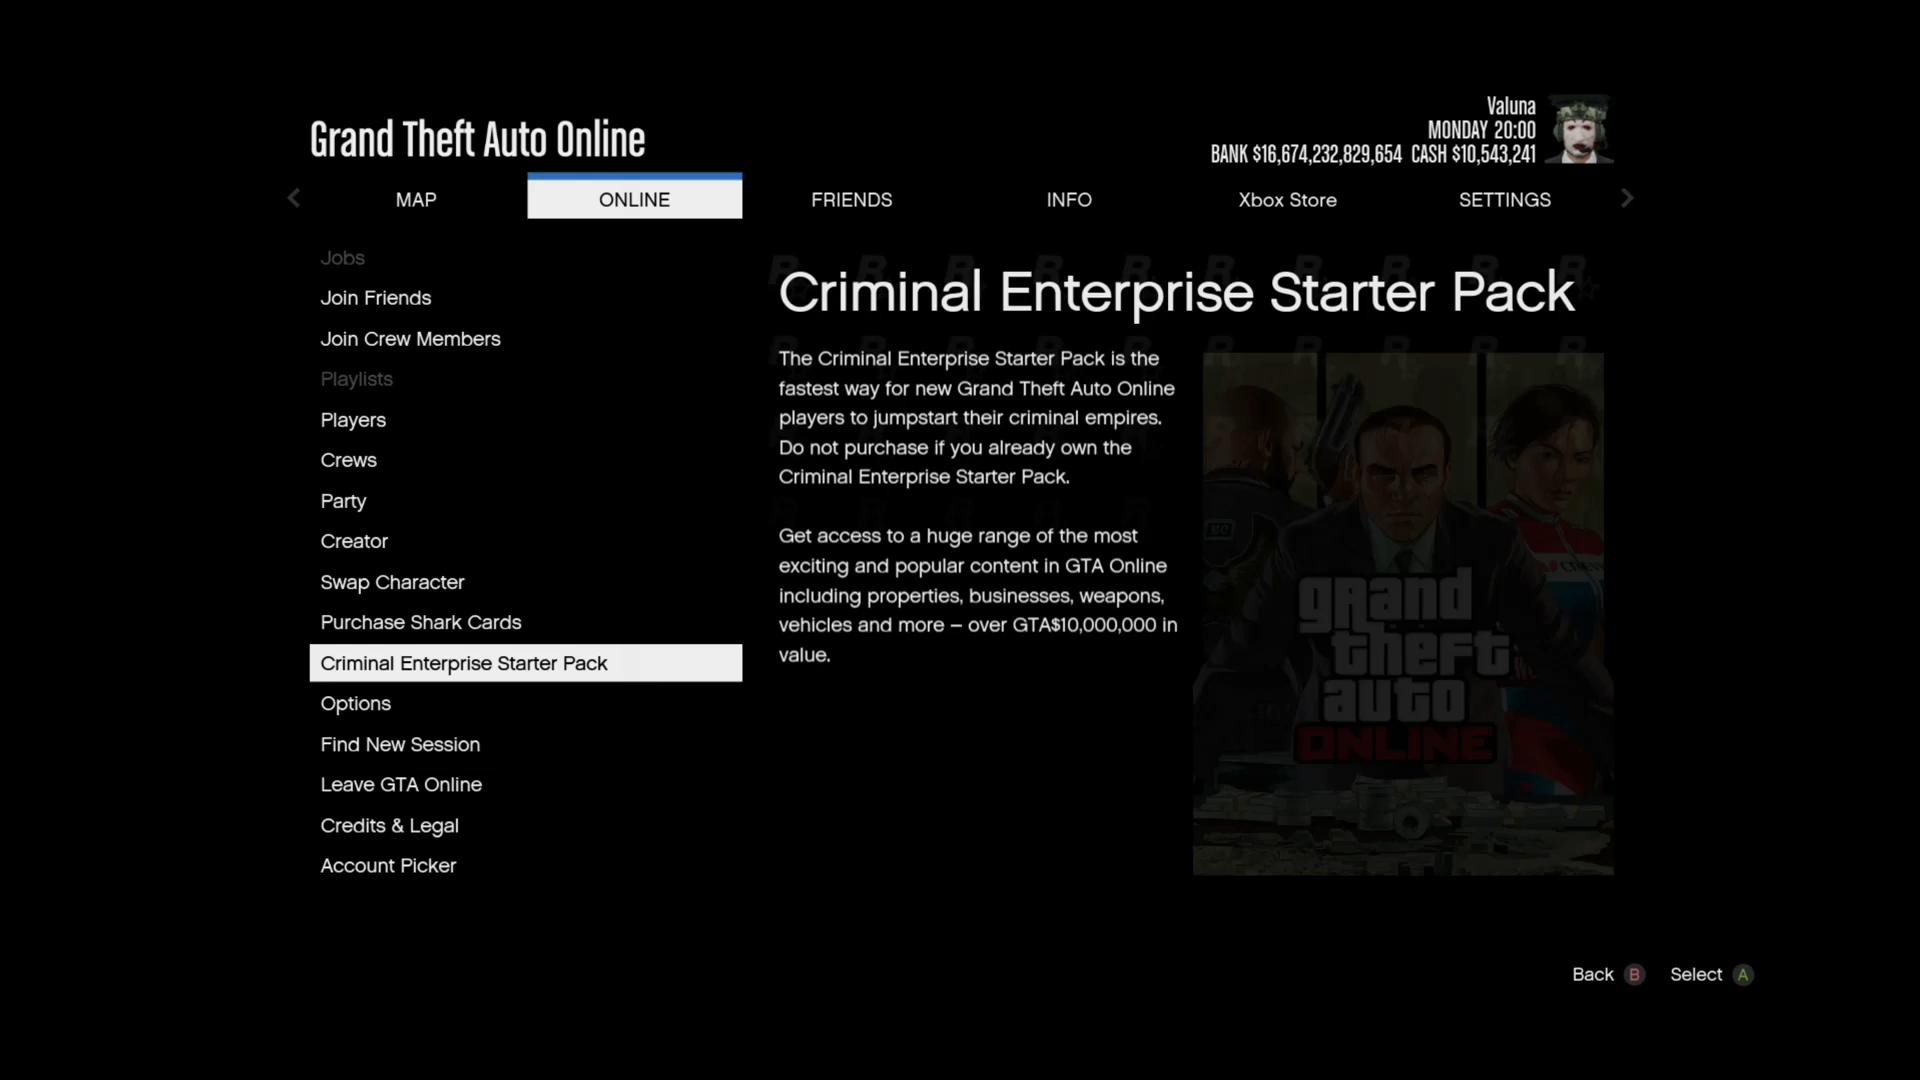 Grand Theft Auto Online
Valuna
MONDAY 20:00
BANK $16,674,232,829,654 CASH $10,543,241
MAP
ONLINE
FRIENDS
INFO
Xbox Store
SETTINGS
Jobs
Join Friends
Join Crew Members
Playlists
Players
Crews
Party
Creator
Swap Character
Purchase Shark Cards
Criminal Enterprise Starter Pack
Options
Find New Session
Leave GTA Online
Credits & Legal
Account Picker
Criminal Enterprise Starter Pack
The Criminal Enterprise Starter Pack is the
fastest way for new Grand Theft Auto Online
players to jumpstart their criminal empires.
Do not purchase if you already own the
Criminal Enterprise Starter Pack.
Get access to a huge range of the most
exciting and popular content in GTA Online
including properties, businesses, weapons,
vehicles and more – over GTA$10,000,000 in
value.
grand
theft
auto
ONLINE
Back B Select A